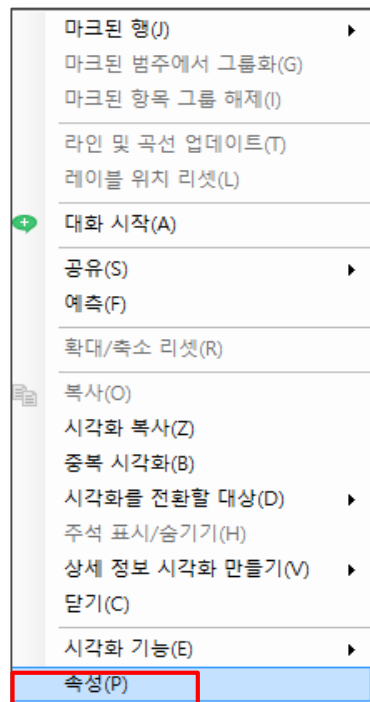 마크된 행(J)
마크된 범주에서 그룹화(G)
마크된 항목 그룹 해제(I)
라인 및 곡선 업데이트(T)
레이블 위치 리셋(L)
대화 시작(A)
공유(S)
예측(F)
확대/축소 리셋(R)
복사(O)
시각화 복사(Z)
중복 시각화(B)
시각화를 전환할 대상(D)
주석 표시/숨기기(H)
상세 정보 시각화 만들기(V)
닫기(C)
시각화 기능(E)
속성(P)